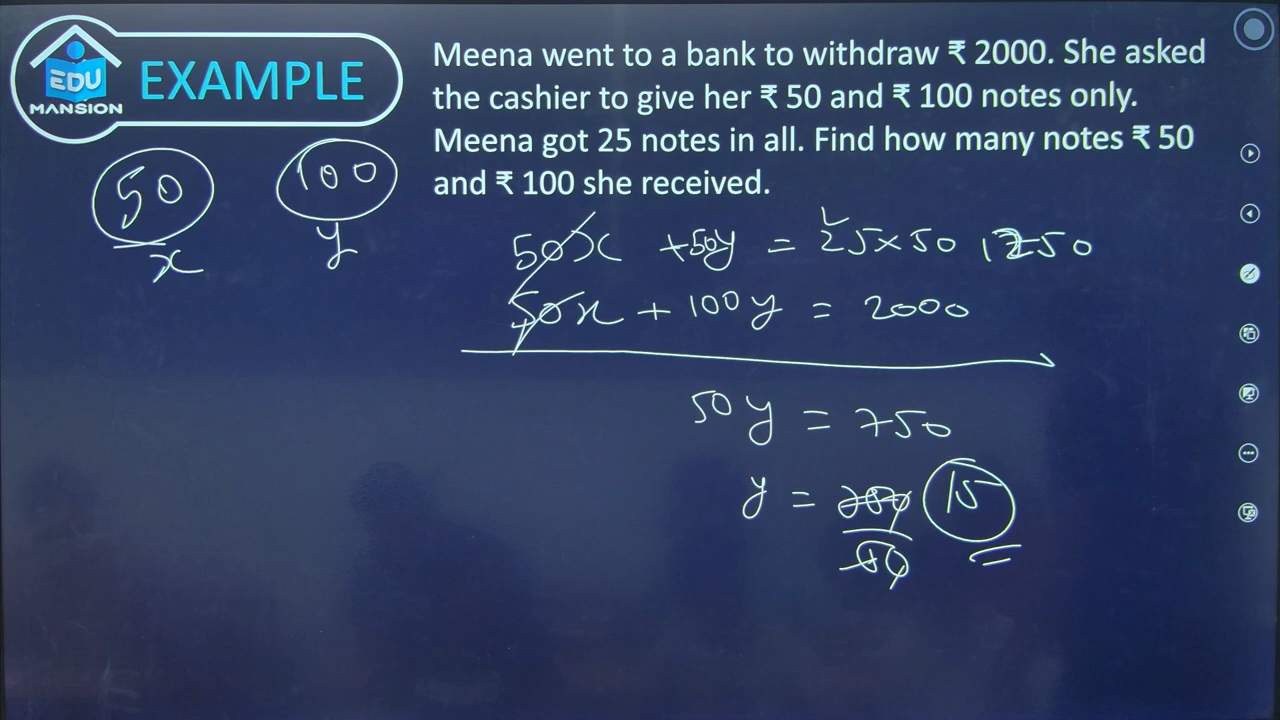 EDU
MANSION
EXAMPLE
Meena went to a bank to withdraw ₹ 2000. She asked
the cashier to give her ₹ 50 and ₹ 100 notes only.
Meena got 25 notes in all. Find how many notes ₹ 50
and ₹ 100 she received.
50 100
x y
50x + 50y = 25×50 1250
50x + 100y = 2000
50y = 750
y = 750 15
50